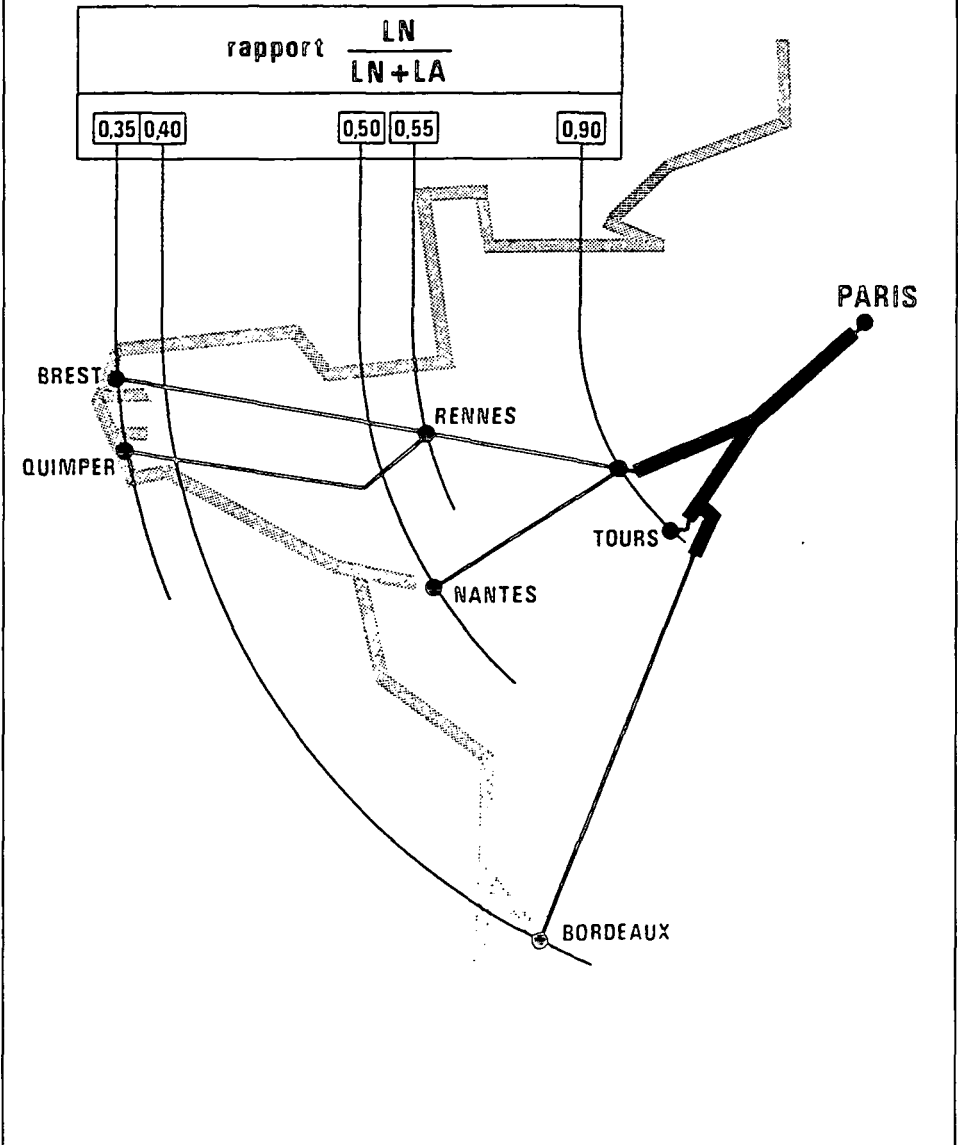 rapport LN
LN+LA
0,35 0,40 0,50 0,55 0,90
PARIS
BREST
RENNES
QUIMPER
TOURS
NANTES
BORDEAUX